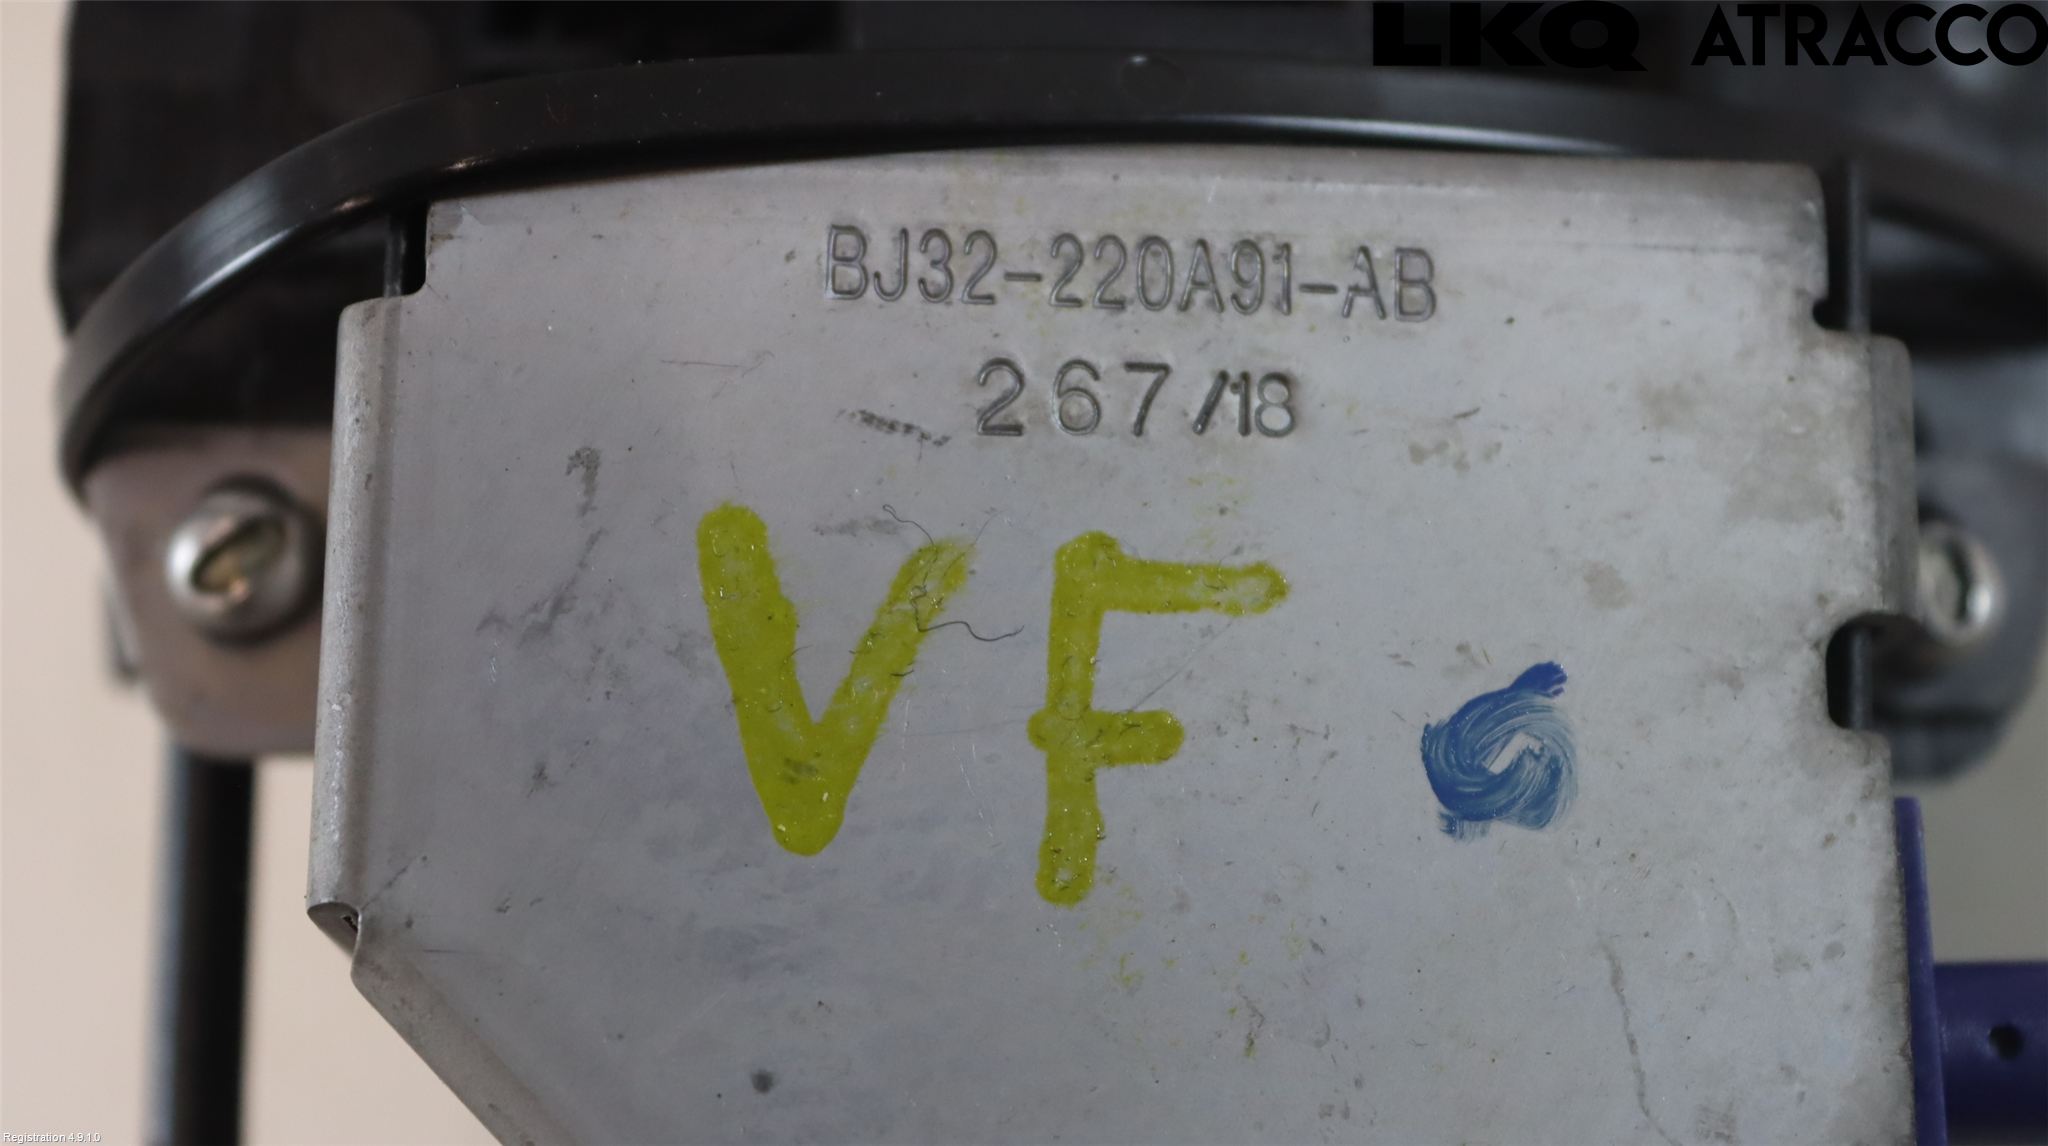 LKQ ATRACCO
BJ32-220A91-AB
267/18
VF
Registration 4.9.1.0